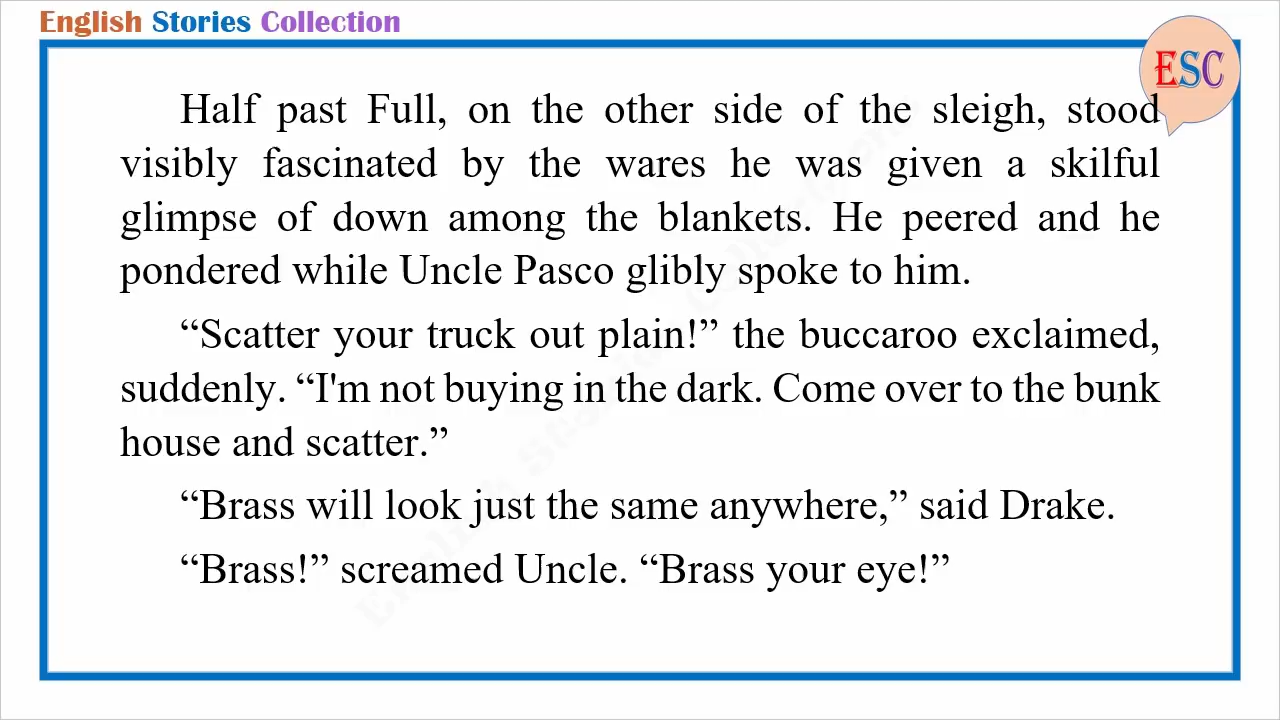 English Stories Collection
ESC
Half past Full, on the other side of the sleigh, stood
visibly fascinated by the wares he was given a skilful
glimpse of down among the blankets. He peered and he
pondered while Uncle Pasco glibly spoke to him.
“Scatter your truck out plain!” the buccaroo exclaimed,
suddenly. “I'm not buying in the dark. Come over to the bunk
house and scatter.”
“Brass will look just the same anywhere,” said Drake.
“Brass!” screamed Uncle. “Brass your eye!”